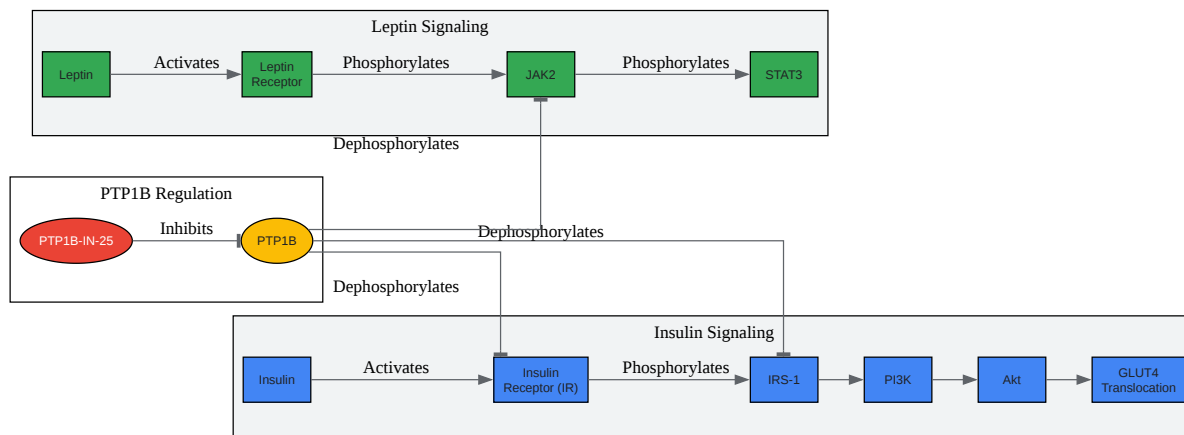 Leptin Signaling
Leptin
Activates
Leptin
Receptor
Phosphorylates
JAK2
Phosphorylates
STAT3
Dephosphorylates
PTP1B Regulation
PTP1B-IN-25
Inhibits
PTP1B
Dephosphorylates
Dephosphorylates
Insulin Signaling
Insulin
Activates
Insulin
Receptor (IR)
Phosphorylates
IRS-1
PI3K
Akt
GLUT4
Translocation